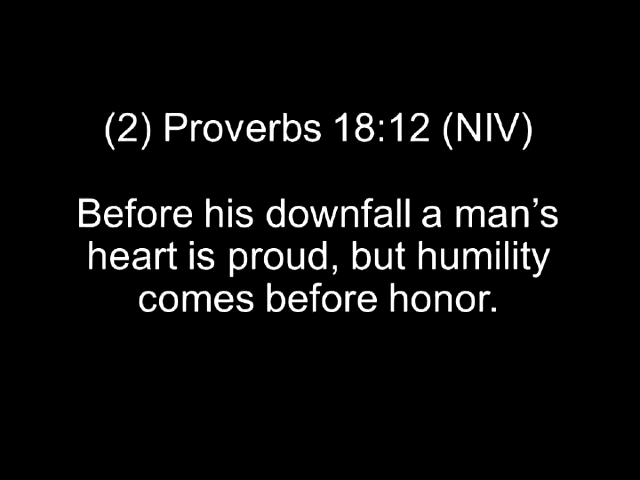 (2) Proverbs 18:12 (NIV)
Before his downfall a man’s
heart is proud, but humility
comes before honor.